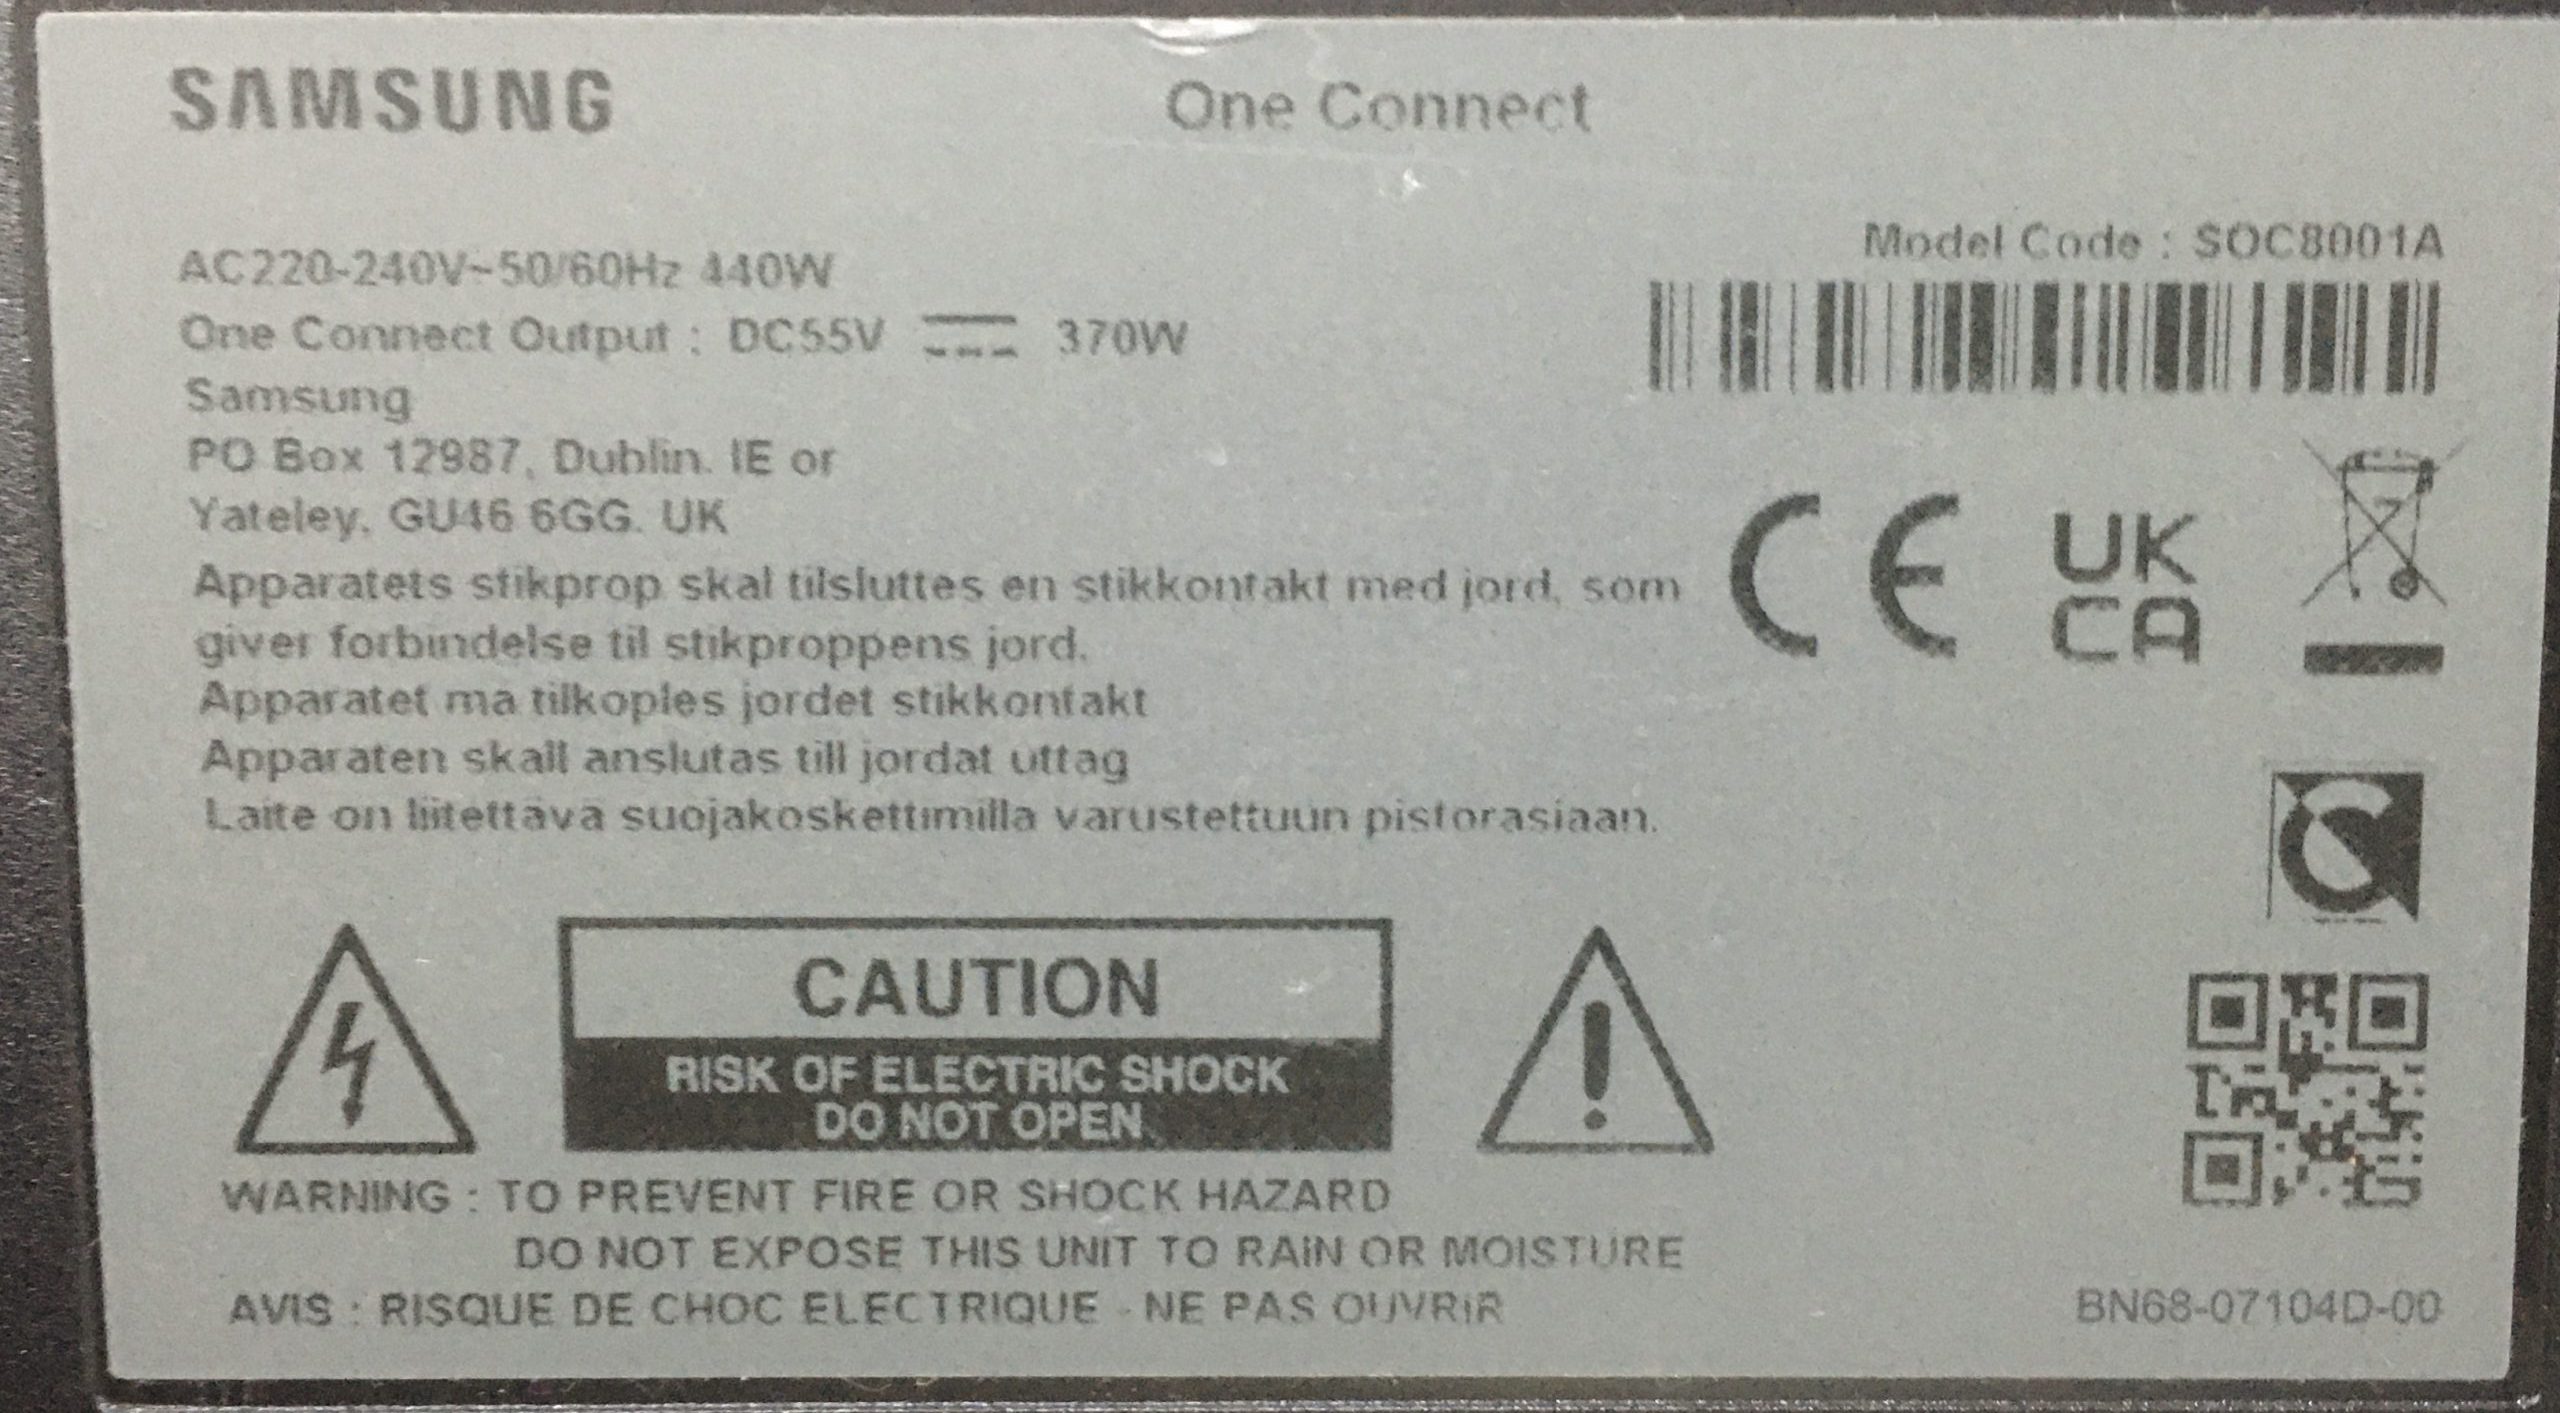 SAMSUNG
One Connect
AC220-240V~50/60Hz 440W
One Connect Output : DC55V ⎓ 370W
Samsung
PO Box 12987, Dublin. IE or
Yateley, GU46 6GG. UK
Apparatets stikprop skal tilsluttes en stikkontakt med jord, som
giver forbindelse til stikproppens jord.
Apparatet må tilkoples jordet stikkontakt
Apparaten skall anslutas till jordat uttag
Laite on liitettävä suojakoskettimilla varustettuun pistorasiaan.
Model Code : SOC8001A
CE
UK
CA
C
CAUTION
RISK OF ELECTRIC SHOCK
DO NOT OPEN
WARNING : TO PREVENT FIRE OR SHOCK HAZARD
DO NOT EXPOSE THIS UNIT TO RAIN OR MOISTURE
AVIS : RISQUE DE CHOC ELECTRIQUE - NE PAS OUVRIR
BN68-07104D-00